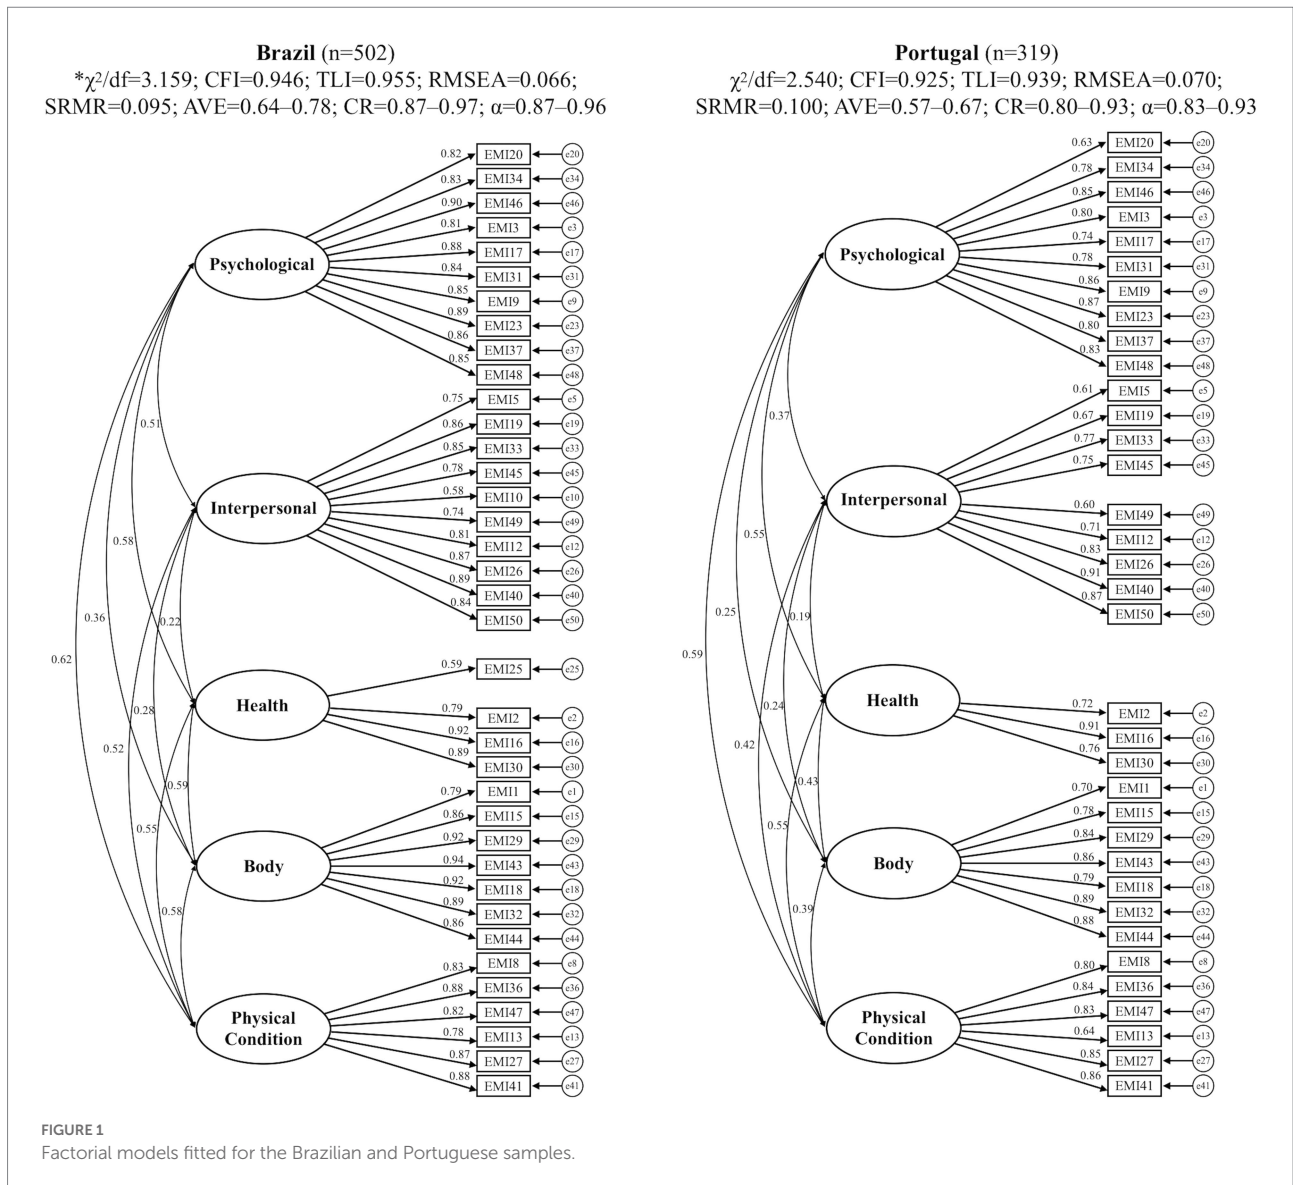 Brazil (n=502)
*χ²/df=3.159; CFI=0.946; TLI=0.955; RMSEA=0.066;
SRMR=0.095; AVE=0.64–0.78; CR=0.87–0.97; α=0.87–0.96
0.82 EMI20 e20
0.83 EMI34 e34
0.90 EMI46 e46
0.81 EMI3 e3
0.88 EMI17 e17
Psychological
0.84 EMI31 e31
0.85 EMI9 e9
0.89 EMI23 e23
0.86 EMI37 e37
0.85 EMI48 e48
0.75 EMI5 e5
0.51
0.86 EMI19 e19
0.85 EMI33 e33
0.78 EMI45 e45
0.58 EMI10 e10
Interpersonal
0.74 EMI49 e49
0.58
0.81 EMI12 e12
0.87 EMI26 e26
0.89 EMI40 e40
0.36
0.84 EMI50 e50
0.22
0.62
0.59 EMI25 e25
Health
0.28
0.79 EMI2 e2
0.92 EMI16 e16
0.52
0.89 EMI30 e30
0.59
0.79 EMI1 e1
0.86 EMI15 e15
0.55
0.92 EMI29 e29
Body
0.94 EMI43 e43
0.92 EMI18 e18
0.58
0.89 EMI32 e32
0.86 EMI44 e44
0.83 EMI8 e8
0.88 EMI36 e36
0.82 EMI47 e47
Physical
Condition
0.78 EMI13 e13
0.87 EMI27 e27
0.88 EMI41 e41
Portugal (n=319)
χ²/df=2.540; CFI=0.925; TLI=0.939; RMSEA=0.070;
SRMR=0.100; AVE=0.57–0.67; CR=0.80–0.93; α=0.83–0.93
0.63 EMI20 e20
0.78 EMI34 e34
0.85 EMI46 e46
0.80 EMI3 e3
0.74 EMI17 e17
Psychological
0.78 EMI31 e31
0.86 EMI9 e9
0.87 EMI23 e23
0.80 EMI37 e37
0.83 EMI48 e48
0.61 EMI5 e5
0.37
0.67 EMI19 e19
0.77 EMI33 e33
0.75 EMI45 e45
Interpersonal
0.60 EMI49 e49
0.55
0.71 EMI12 e12
0.83 EMI26 e26
0.91 EMI40 e40
0.87 EMI50 e50
0.25
0.19
0.59
Health
0.24
0.72 EMI2 e2
0.91 EMI16 e16
0.42
0.76 EMI30 e30
0.43
0.70 EMI1 e1
0.78 EMI15 e15
0.55
0.84 EMI29 e29
Body
0.86 EMI43 e43
0.79 EMI18 e18
0.39
0.89 EMI32 e32
0.88 EMI44 e44
0.80 EMI8 e8
0.84 EMI36 e36
0.83 EMI47 e47
Physical
Condition
0.64 EMI13 e13
0.85 EMI27 e27
0.86 EMI41 e41
FIGURE 1
Factorial models fitted for the Brazilian and Portuguese samples.